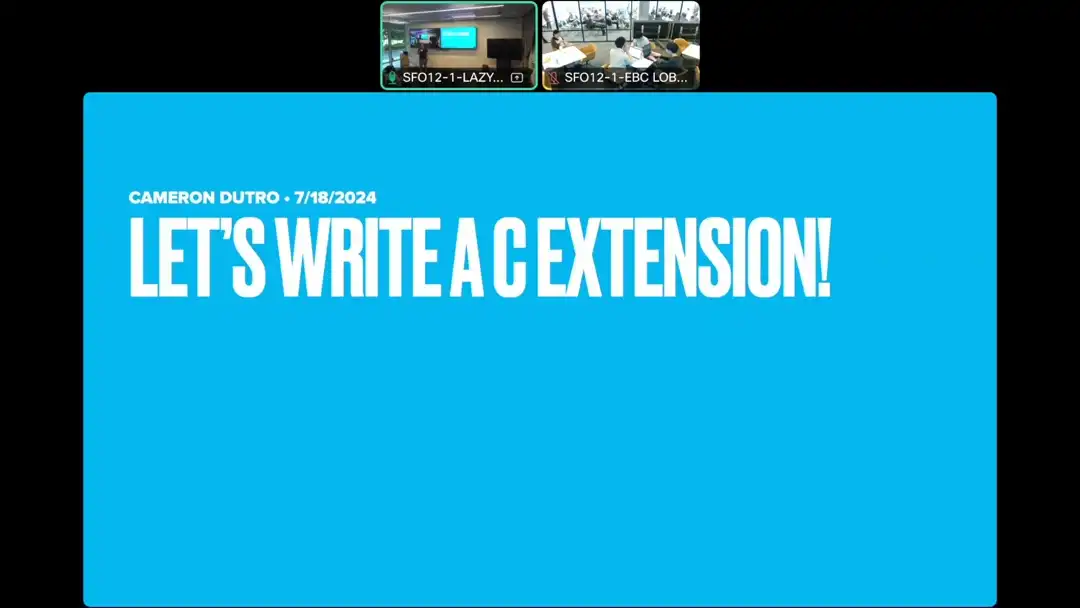 SFO12-1-LAZY...
SFO12-1-EBC LOB...
CAMERON DUTRO • 7/18/2024
LET’S WRITE A C EXTENSION!